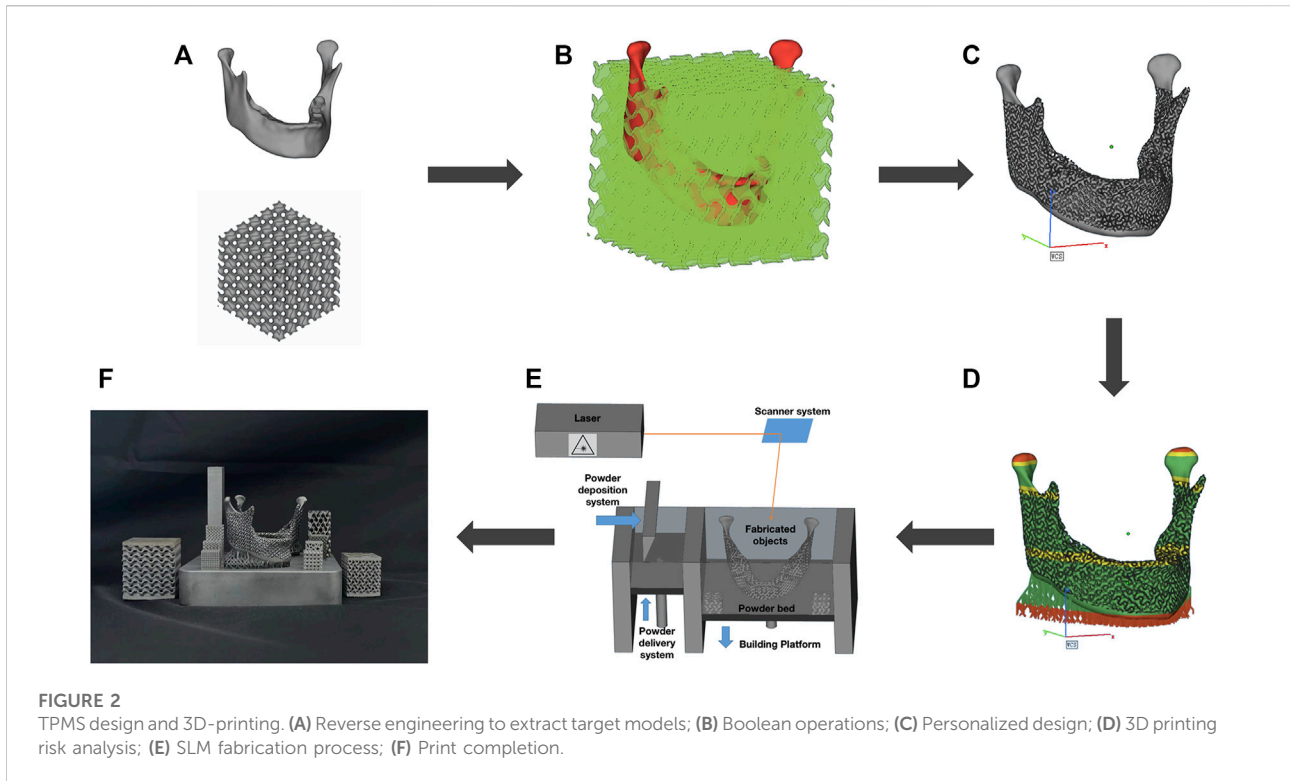 A
B
C
WCS
x
y
F
E
D
Laser
Scanner system
Powder
deposition
system
Fabricated
objects
Powder bed
Powder
delivery
system
Building Platform
WCS
x
y
FIGURE 2
TPMS design and 3D-printing. (A) Reverse engineering to extract target models; (B) Boolean operations; (C) Personalized design; (D) 3D printing
risk analysis; (E) SLM fabrication process; (F) Print completion.